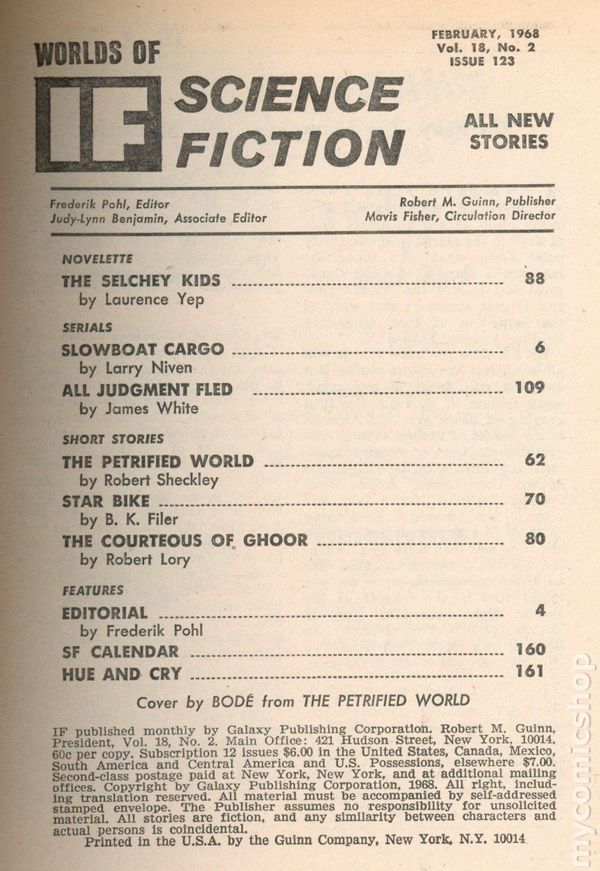 FEBRUARY, 1968
Vol. 18, No. 2
ISSUE 123
WORLDS OF
IF
SCIENCE
FICTION
ALL NEW
STORIES
Frederik Pohl, Editor
Judy-Lynn Benjamin, Associate Editor
Robert M. Guinn, Publisher
Mavis Fisher, Circulation Director
NOVELETTE
THE SELCHEY KIDS 88
by Laurence Yep
SERIALS
SLOWBOAT CARGO 6
by Larry Niven
ALL JUDGMENT FLED 109
by James White
SHORT STORIES
THE PETRIFIED WORLD 62
by Robert Sheckley
STAR BIKE 70
by B. K. Filer
THE COURTEOUS OF GHOOR 80
by Robert Lory
FEATURES
EDITORIAL 4
by Frederik Pohl
SF CALENDAR 160
HUE AND CRY 161
Cover by BODÉ from THE PETRIFIED WORLD
IF published monthly by Galaxy Publishing Corporation. Robert M. Guinn,
President, Vol. 18, No. 2. Main Office: 421 Hudson Street, New York, 10014.
60c per copy. Subscription 12 issues $6.00 in the United States, Canada, Mexico,
South America and Central America and U.S. Possessions, elsewhere $7.00.
Second-class postage paid at New York, New York, and at additional mailing
offices. Copyright by Galaxy Publishing Corporation, 1968. All right, includ-
ing translation reserved. All material must be accompanied by self-addressed
stamped envelope. The Publisher assumes no responsibility for unsolicited
material. All stories are fiction, and any similarity between characters and
actual persons is coincidental.
Printed in the U.S.A. by the Guinn Company, New York, N.Y. 10014
mycomicshop